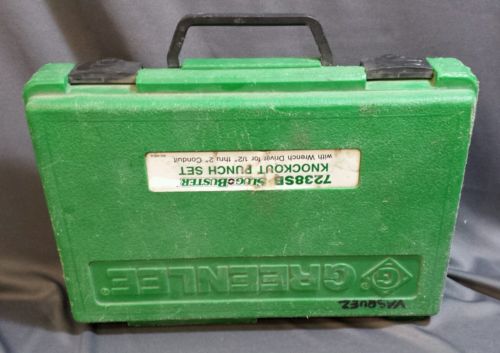 7238SB SLUG BUSTER®
KNOCKOUT PUNCH SET
with Wrench Driver for 1/2" thru 2" Conduit
G GREENLEE®
VASQUEZ